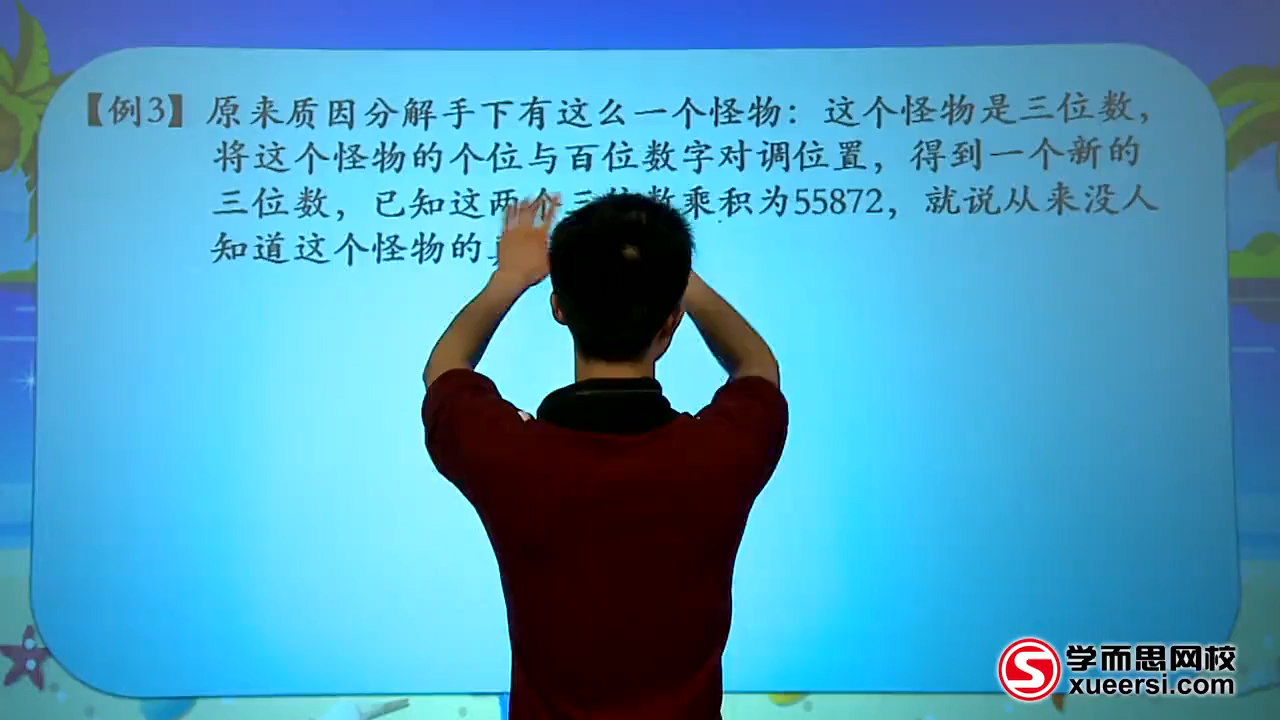 【例3】原来质因分解手下有这么一个怪物：这个怪物是三位数，
将这个怪物的个位与百位数字对调位置，得到一个新的
三位数，已知这两个三位数乘积为55872，就说从来没人
知道这个怪物的
学而思网校
xueersi.com